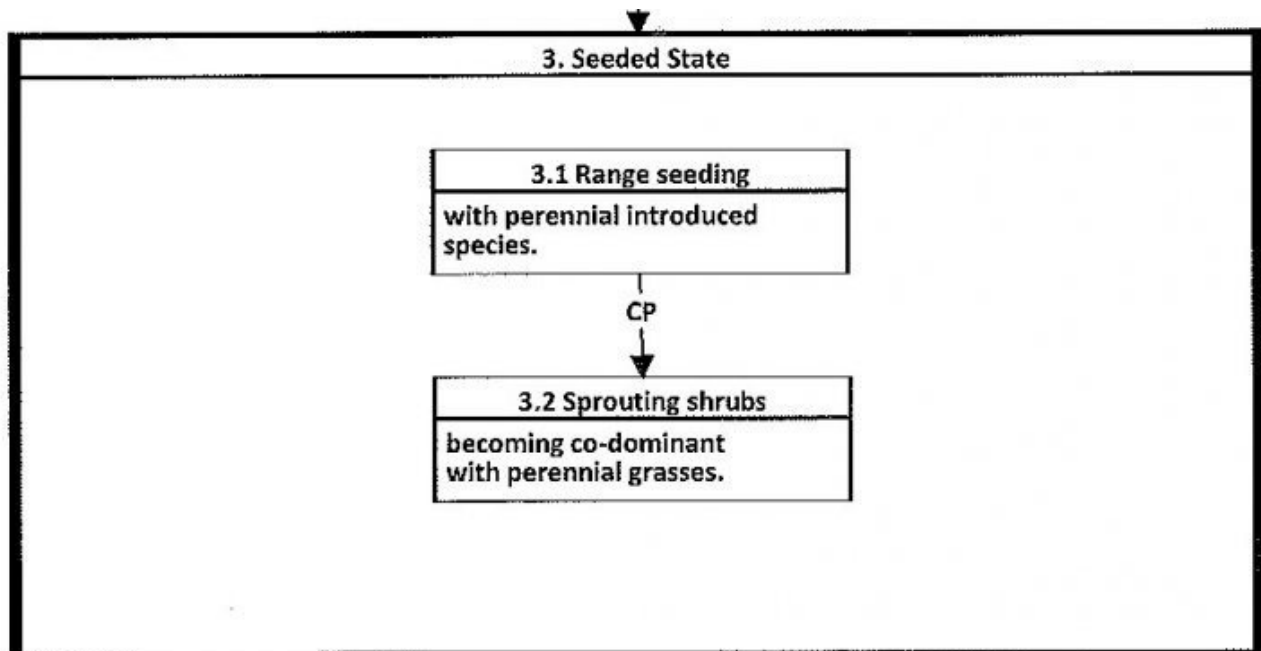 3. Seeded State
3.1 Range seeding
with perennial introduced
species.
CP
3.2 Sprouting shrubs
becoming co-dominant
with perennial grasses.